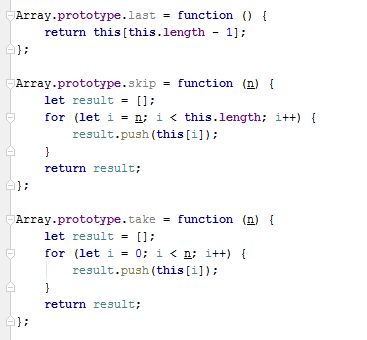 Array.prototype.last = function () {
    return this[this.length - 1];
};

Array.prototype.skip = function (n) {
    let result = [];
    for (let i = n; i < this.length; i++) {
        result.push(this[i]);
    }
    return result;
};

Array.prototype.take = function (n) {
    let result = [];
    for (let i = 0; i < n; i++) {
        result.push(this[i]);
    }
    return result;
};